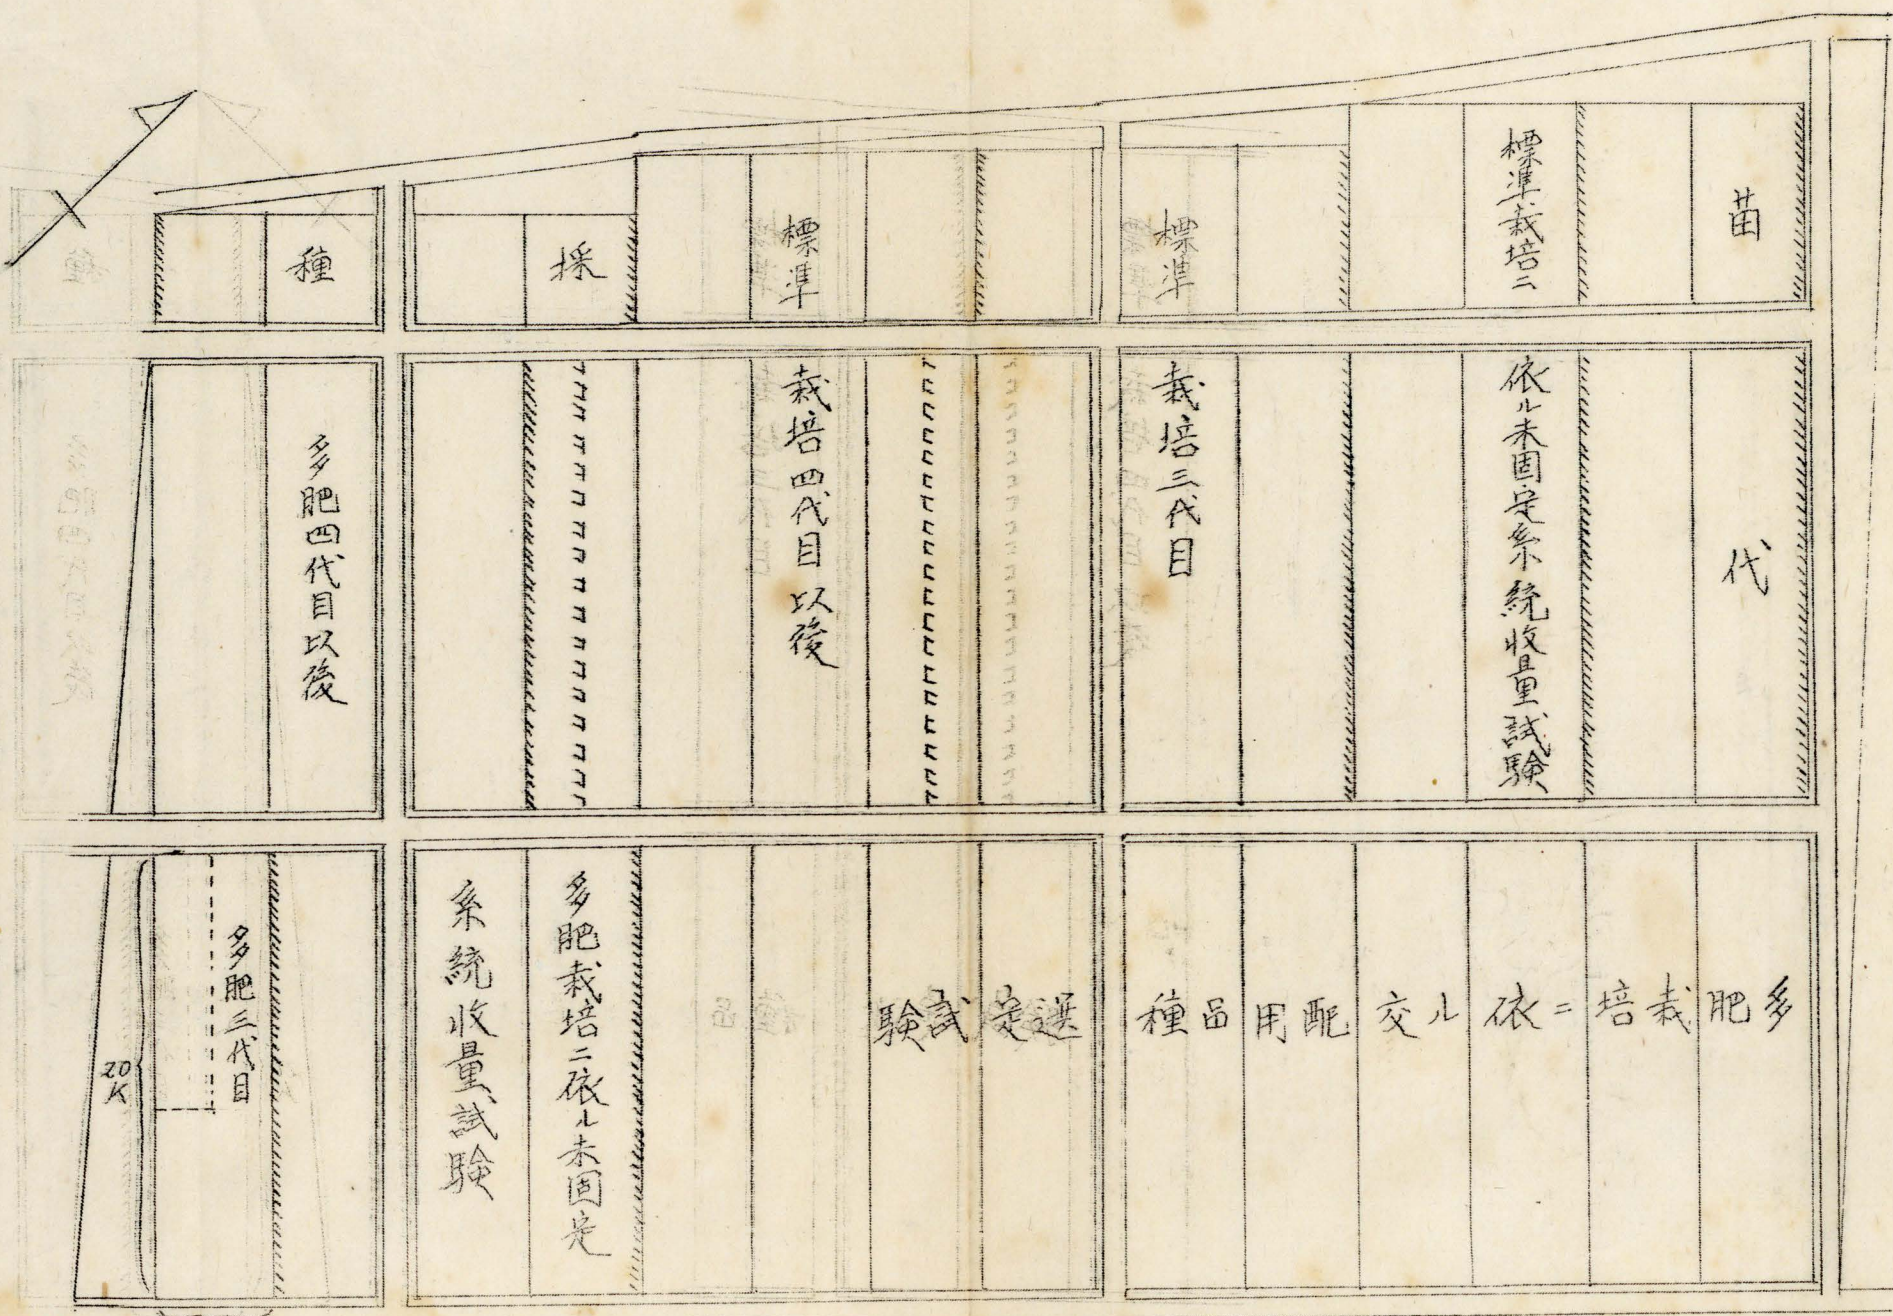 苗
代
標準栽培ニ
依ル未固定系統收量試験
標準
栽培三代目
標準
栽培四代目以後
採
種
多肥四代目以後
多肥栽培ニ依ル交配用品種
選定試験
多肥栽培ニ依ル未固定
系統收量試験
多肥三代目
20
K